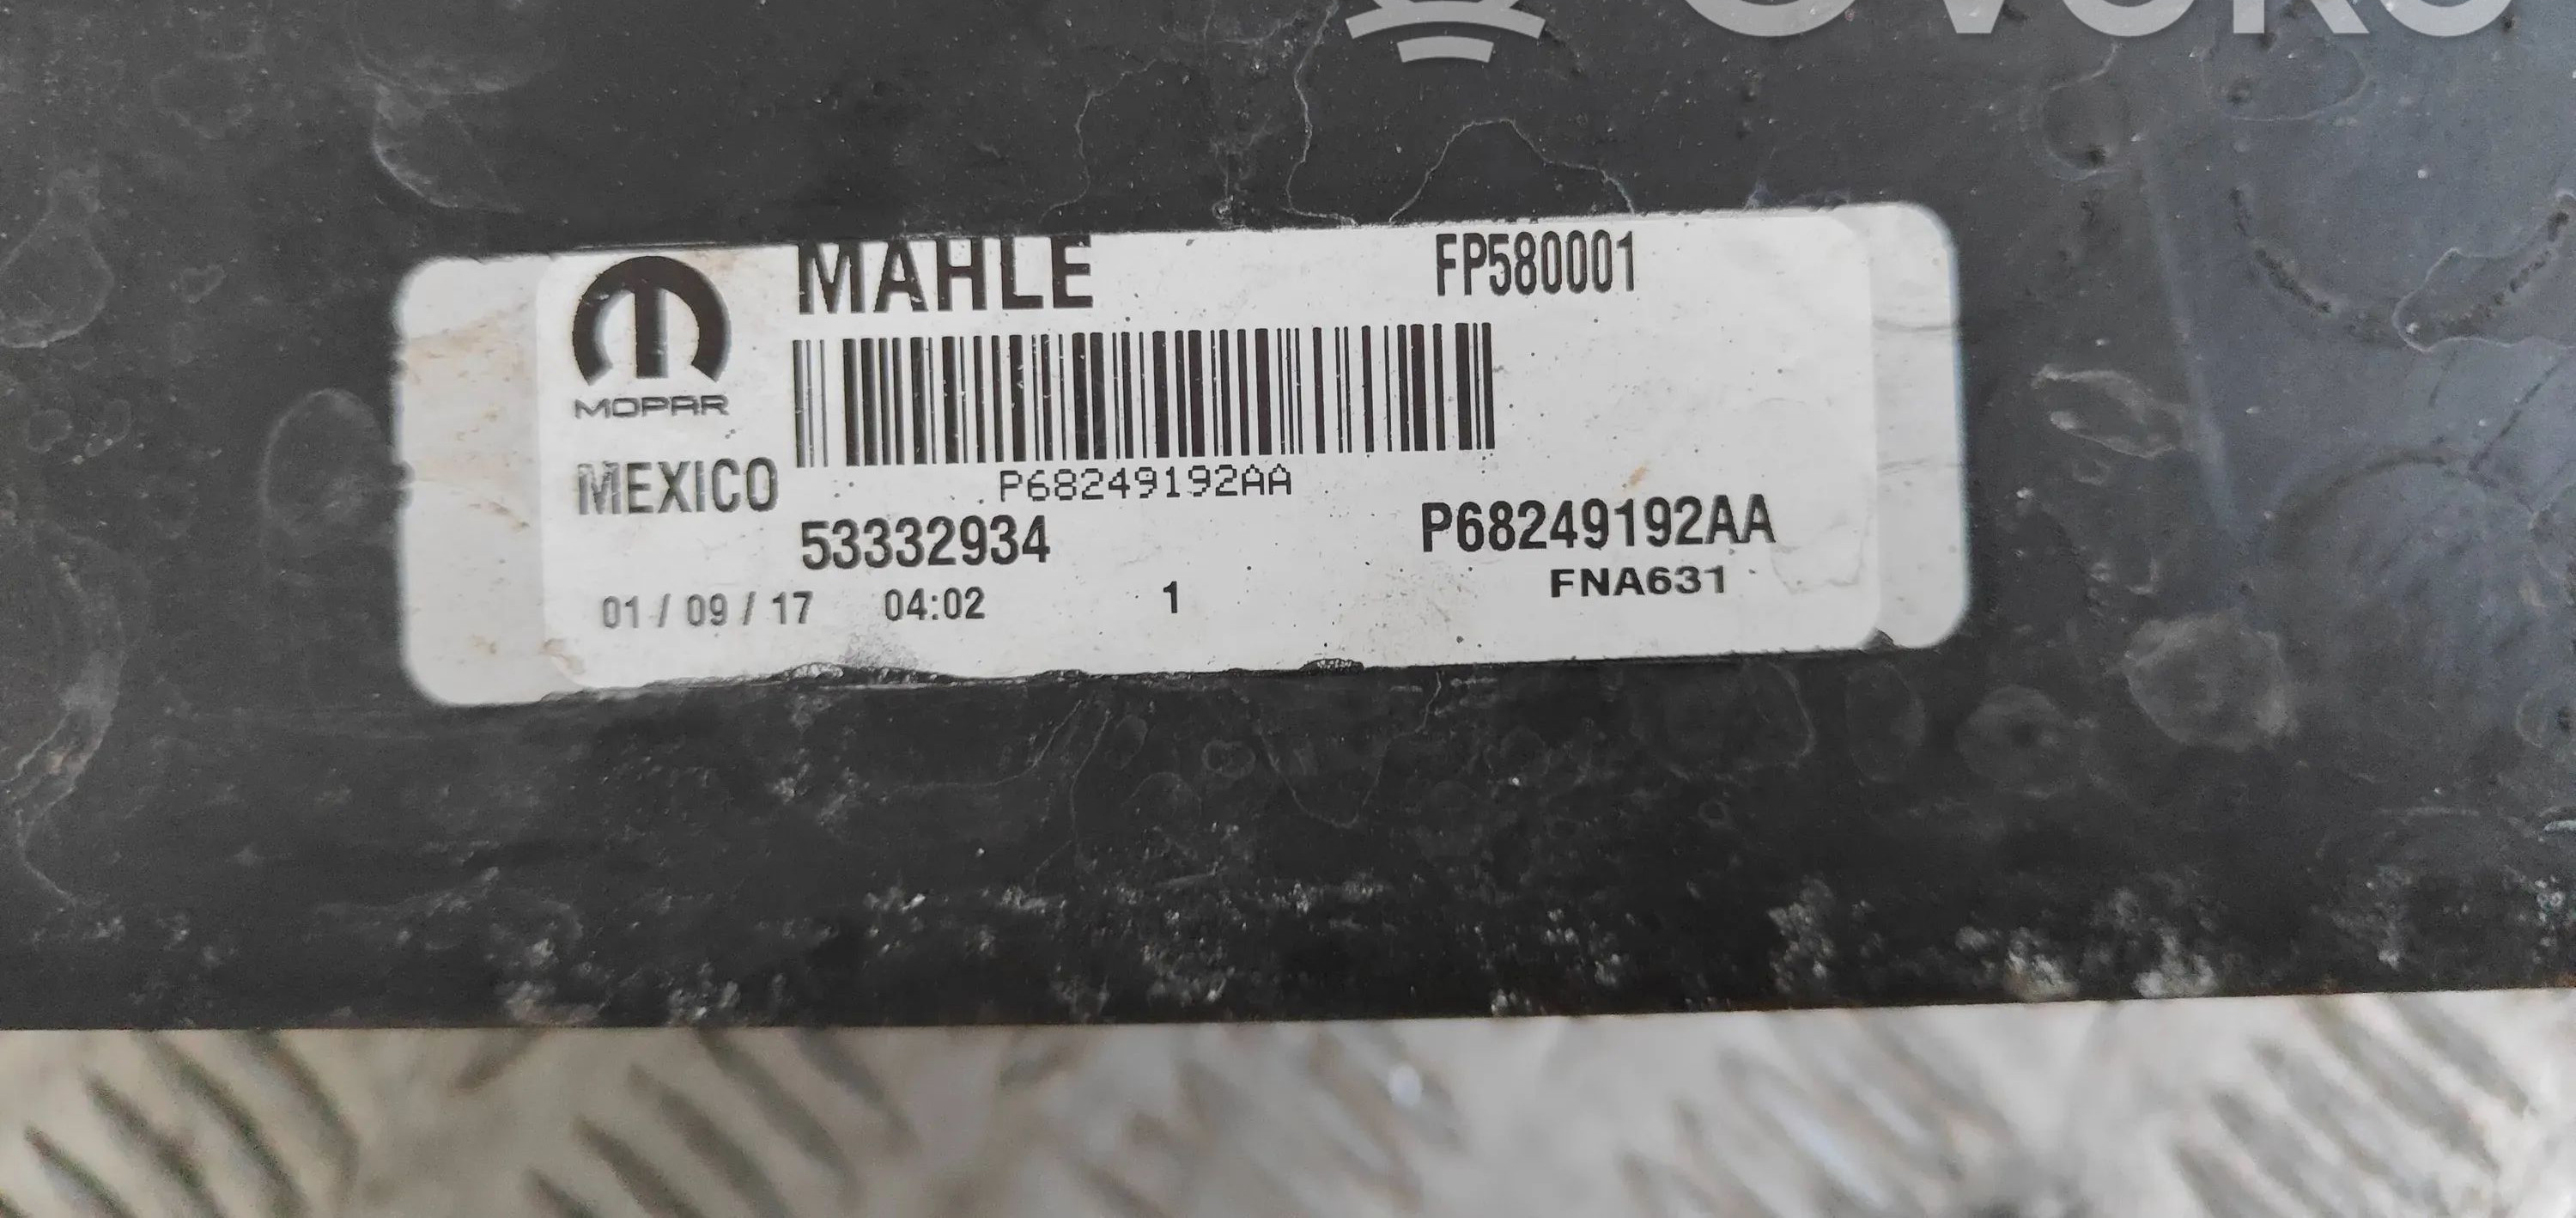 MAHLE FP580001
MOPAR
P68249192AA
MEXICO
53332934 P68249192AA
FNA631
01 / 09 / 17 04:02 1